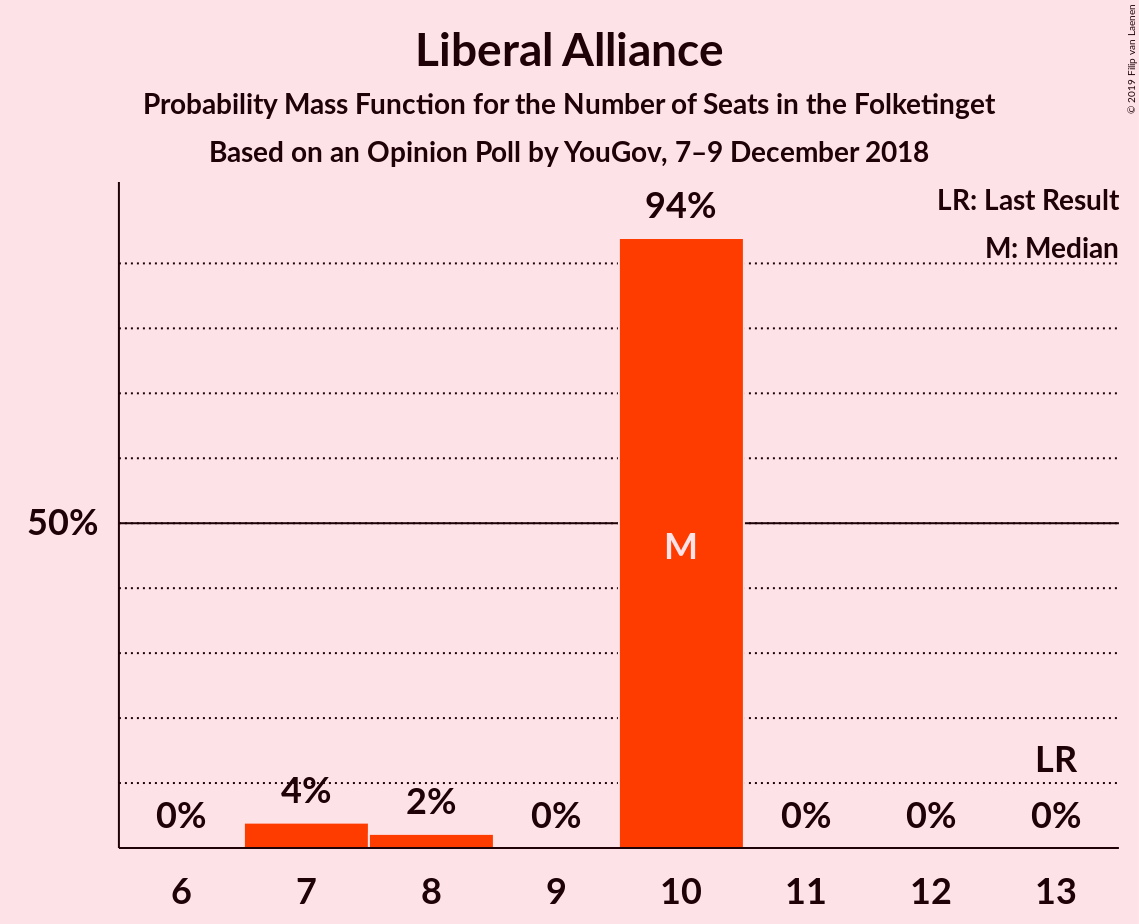 Liberal Alliance
Probability Mass Function for the Number of Seats in the Folketinget
Based on an Opinion Poll by YouGov, 7–9 December 2018
© 2019 Filip van Laenen
LR: Last Result
M: Median
94%
50%
M
LR
0%
4%
2%
0%
0%
0%
0%
6
7
8
9
10
11
12
13